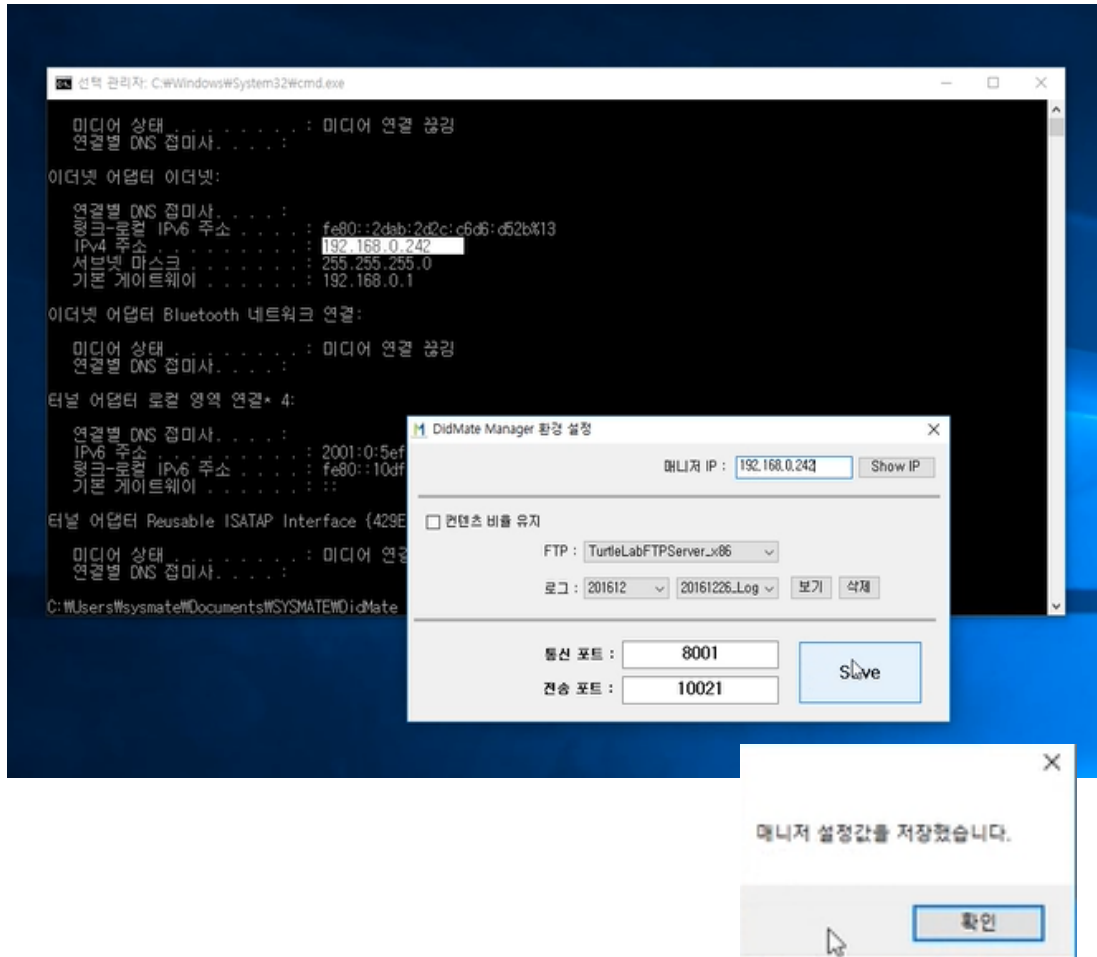 선택 관리자: C:₩Windows₩System32₩cmd.exe
미디어 상태 . . . . . . . . : 미디어 연결 끊김
연결별 DNS 접미사. . . . :
이더넷 어댑터 이더넷:
연결별 DNS 접미사. . . . :
링크-로컬 IPv6 주소 . . . . : fe80::2dab:2d2c:c6d6:d52b%13
IPv4 주소 . . . . . . . . . : 192.168.0.242
서브넷 마스크 . . . . . . . : 255.255.255.0
기본 게이트웨이 . . . . . . : 192.168.0.1
이더넷 어댑터 Bluetooth 네트워크 연결:
미디어 상태 . . . . . . . . : 미디어 연결 끊김
연결별 DNS 접미사. . . . :
터널 어댑터 로컬 영역 연결* 4:
연결별 DNS 접미사. . . . :
IPv6 주소 . . . . . . . . . : 2001:0:5ef
링크-로컬 IPv6 주소 . . . . : fe80::10df
기본 게이트웨이 . . . . . . : ::
터널 어댑터 Reusable ISATAP Interface {429E
미디어 상태 . . . . . . . . : 미디어 연결
연결별 DNS 접미사. . . . :
C:₩Users₩sysmate₩Documents₩SYSMATE₩DidMate
DidMate Manager 환경 설정
매니저 IP : 192.168.0.242 Show IP
컨텐츠 비율 유지
FTP : TurtleLabFTPServer_x86
로그 : 201612 20161226_Log 보기 삭제
통신 포트 : 8001
전송 포트 : 10021
Save
매니저 설정값을 저장했습니다.
확인